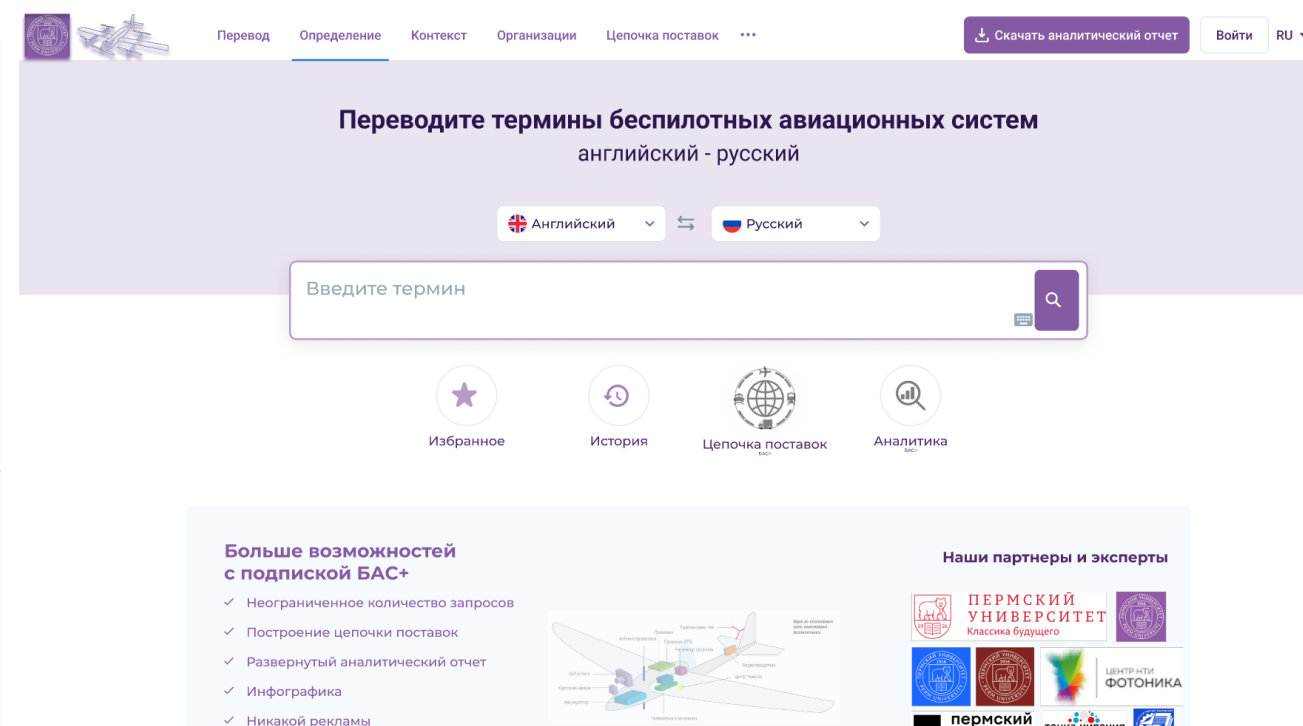 Перевод
Определение
Контекст
Организации
Цепочка поставок
Скачать аналитический отчет
Войти
RU
Переводите термины беспилотных авиационных систем
английский - русский
Английский
Русский
Введите термин
Избранное
История
Цепочка поставок
БАС+
Аналитика
БАС+
Больше возможностей
с подпиской БАС+
Неограниченное количество запросов
Построение цепочки поставок
Развернутый аналитический отчет
Инфографика
Никакой рекламы
Наши партнеры и эксперты
ПЕРМСКИЙ
УНИВЕРСИТЕТ
Классика будущего
ЦЕНТР НТИ
ФОТОНИКА
пермский